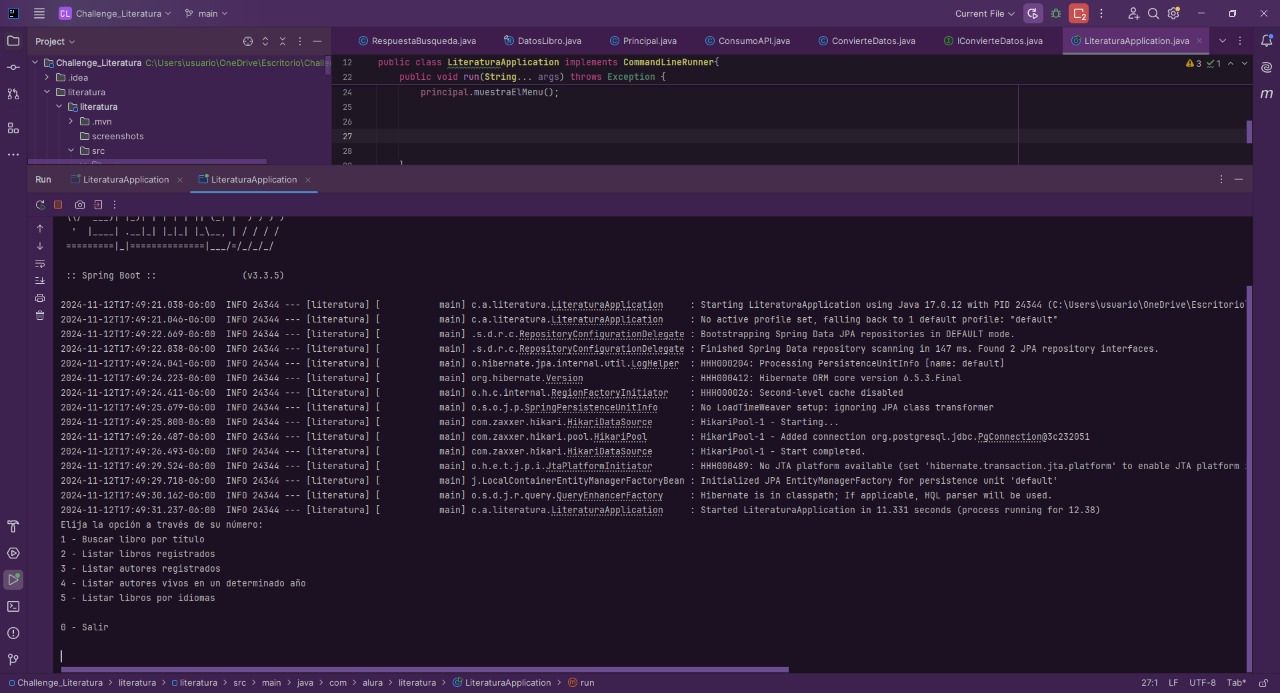 CL Challenge_Literatura main Current File 2
Project RespuestaBusqueda.java DatosLibro.java Principal.java ConsumoAPI.java ConvierteDatos.java IConvierteDatos.java LiteraturaApplication.java
Challenge_Literatura C:\Users\usuario\OneDrive\Escritorio\Challe
.idea
literatura
literatura
.mvn
screenshots
src
12 public class LiteraturaApplication implements CommandLineRunner{ 3 1
22 public void run(String... args) throws Exception {
24 principal.muestraElMenu();
25
26
27
28
Run LiteraturaApplication LiteraturaApplication
:: Spring Boot :: (v3.3.5)
2024-11-12T17:49:21.038-06:00 INFO 24344 --- [literatura] [ main] c.a.literatura.LiteraturaApplication : Starting LiteraturaApplication using Java 17.0.12 with PID 24344 (C:\Users\usuario\OneDrive\Escritorio
2024-11-12T17:49:21.046-06:00 INFO 24344 --- [literatura] [ main] c.a.literatura.LiteraturaApplication : No active profile set, falling back to 1 default profile: "default"
2024-11-12T17:49:22.669-06:00 INFO 24344 --- [literatura] [ main] .s.d.r.c.RepositoryConfigurationDelegate : Bootstrapping Spring Data JPA repositories in DEFAULT mode.
2024-11-12T17:49:22.838-06:00 INFO 24344 --- [literatura] [ main] .s.d.r.c.RepositoryConfigurationDelegate : Finished Spring Data repository scanning in 147 ms. Found 2 JPA repository interfaces.
2024-11-12T17:49:24.041-06:00 INFO 24344 --- [literatura] [ main] o.hibernate.jpa.internal.util.LogHelper : HHH000204: Processing PersistenceUnitInfo [name: default]
2024-11-12T17:49:24.223-06:00 INFO 24344 --- [literatura] [ main] org.hibernate.Version : HHH000412: Hibernate ORM core version 6.5.3.Final
2024-11-12T17:49:24.411-06:00 INFO 24344 --- [literatura] [ main] o.h.c.internal.RegionFactoryInitiator : HHH000026: Second-level cache disabled
2024-11-12T17:49:25.679-06:00 INFO 24344 --- [literatura] [ main] o.s.o.j.p.SpringPersistenceUnitInfo : No LoadTimeWeaver setup: ignoring JPA class transformer
2024-11-12T17:49:25.800-06:00 INFO 24344 --- [literatura] [ main] com.zaxxer.hikari.HikariDataSource : HikariPool-1 - Starting...
2024-11-12T17:49:26.487-06:00 INFO 24344 --- [literatura] [ main] com.zaxxer.hikari.pool.HikariPool : HikariPool-1 - Added connection org.postgresql.jdbc.PgConnection@3c232051
2024-11-12T17:49:26.493-06:00 INFO 24344 --- [literatura] [ main] com.zaxxer.hikari.HikariDataSource : HikariPool-1 - Start completed.
2024-11-12T17:49:29.524-06:00 INFO 24344 --- [literatura] [ main] o.h.e.t.j.p.i.JtaPlatformInitiator : HHH000489: No JTA platform available (set 'hibernate.transaction.jta.platform' to enable JTA platform
2024-11-12T17:49:29.718-06:00 INFO 24344 --- [literatura] [ main] j.LocalContainerEntityManagerFactoryBean : Initialized JPA EntityManagerFactory for persistence unit 'default'
2024-11-12T17:49:30.162-06:00 INFO 24344 --- [literatura] [ main] o.s.d.j.r.query.QueryEnhancerFactory : Hibernate is in classpath; If applicable, HQL parser will be used.
2024-11-12T17:49:31.237-06:00 INFO 24344 --- [literatura] [ main] c.a.literatura.LiteraturaApplication : Started LiteraturaApplication in 11.331 seconds (process running for 12.38)
Elija la opción a través de su número:
1 - Buscar libro por título
2 - Listar libros registrados
3 - Listar autores registrados
4 - Listar autores vivos en un determinado año
5 - Listar libros por idiomas
0 - Salir
Challenge_Literatura > literatura > literatura > src > main > java > com > alura > literatura > LiteraturaApplication > run 27:1 LF UTF-8 Tab*